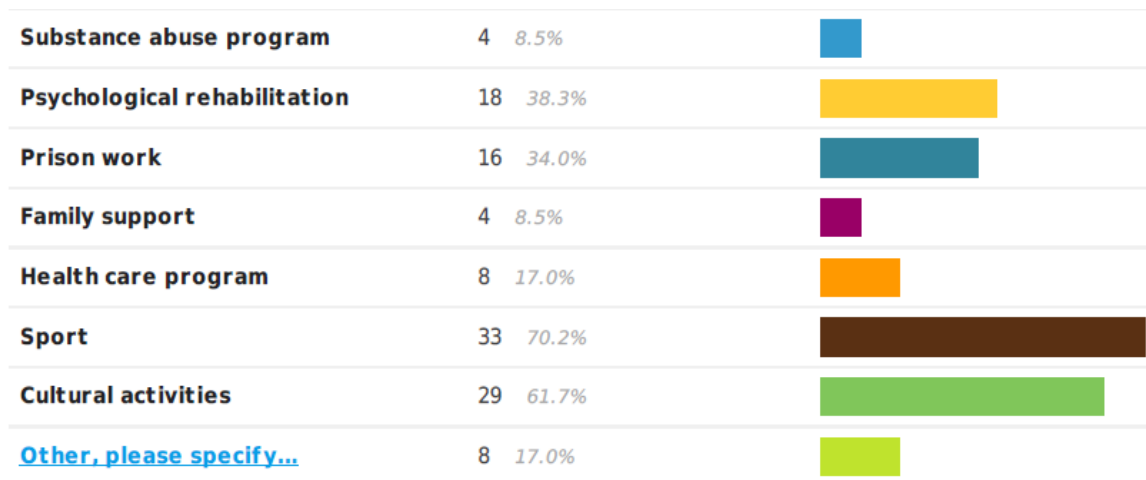 Substance abuse program 4 8.5%
Psychological rehabilitation 18 38.3%
Prison work 16 34.0%
Family support 4 8.5%
Health care program 8 17.0%
Sport 33 70.2%
Cultural activities 29 61.7%
Other, please specify... 8 17.0%